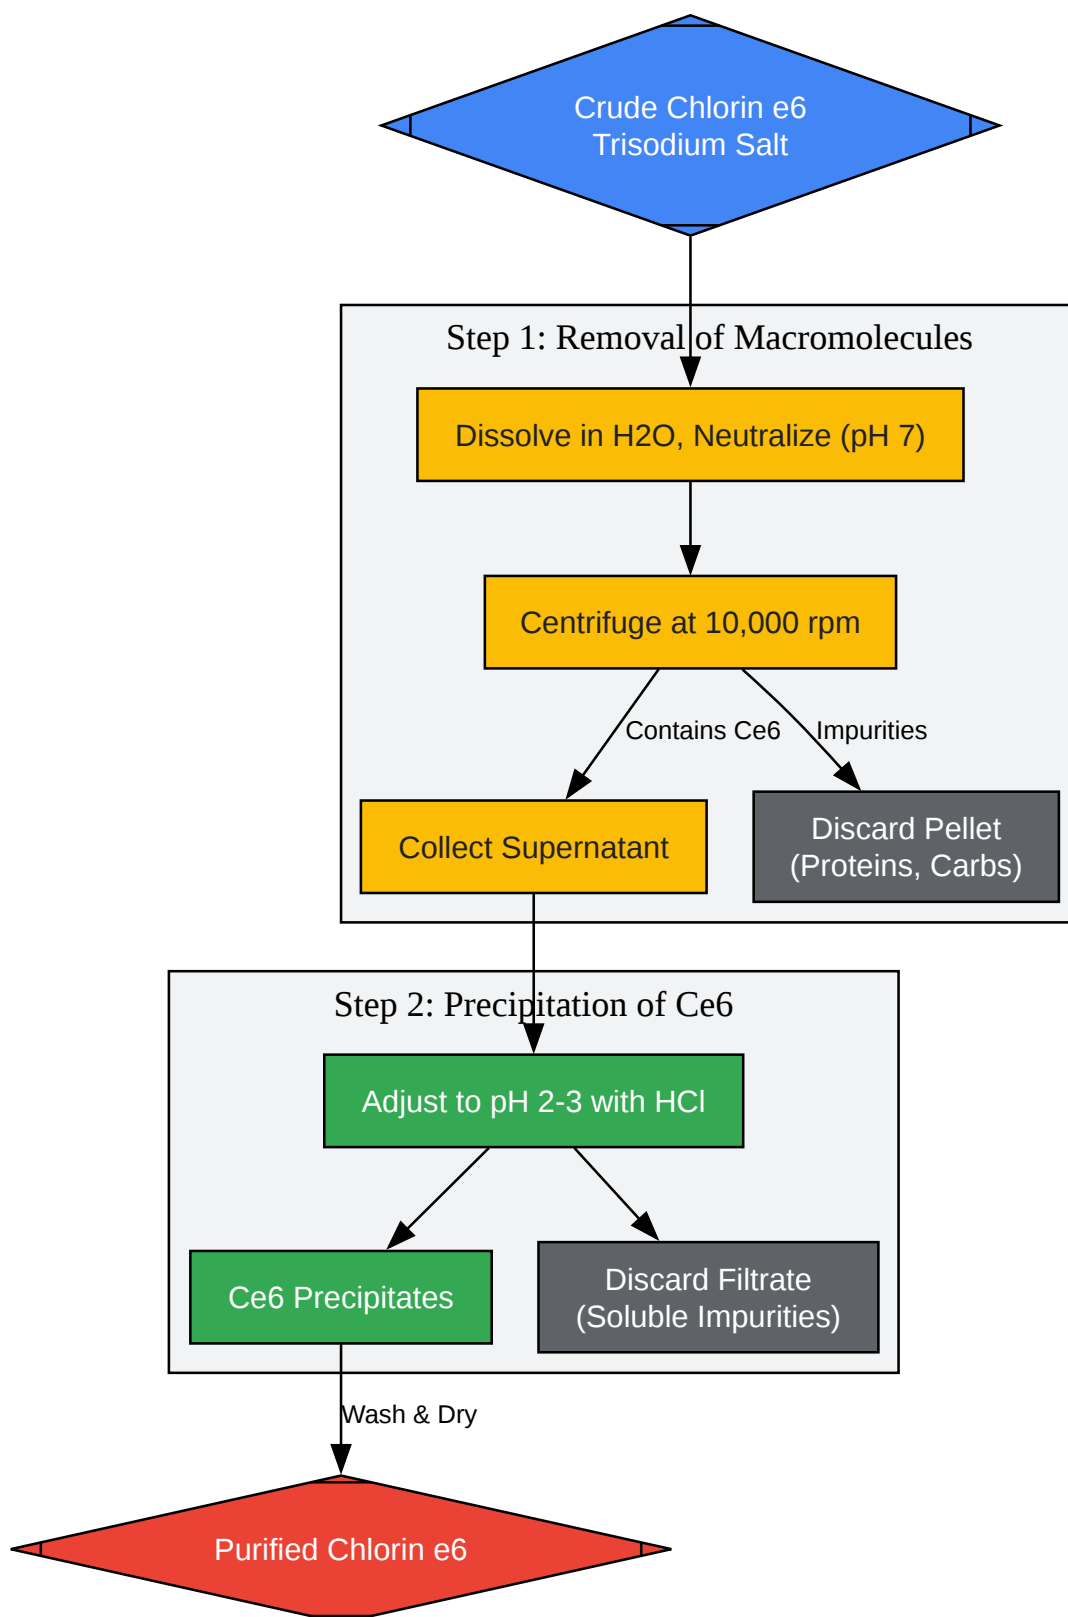 Crude Chlorin e6
Trisodium Salt
Step 1: Removal of Macromolecules
Dissolve in H2O, Neutralize (pH 7)
Centrifuge at 10,000 rpm
Contains Ce6
Impurities
Collect Supernatant
Discard Pellet
(Proteins, Carbs)
Step 2: Precipitation of Ce6
Adjust to pH 2-3 with HCl
Ce6 Precipitates
Discard Filtrate
(Soluble Impurities)
Wash & Dry
Purified Chlorin e6